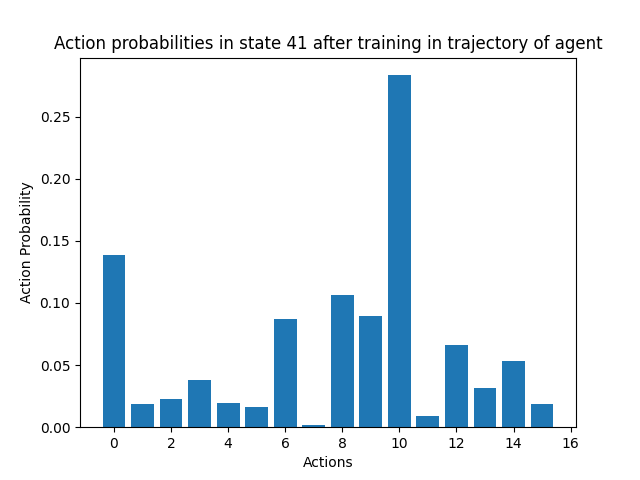 Action probabilities in state 41 after training in trajectory of agent
Action Probability
0.25
0.20
0.15
0.10
0.05
0.00
0 2 4 6 8 10 12 14 16
Actions